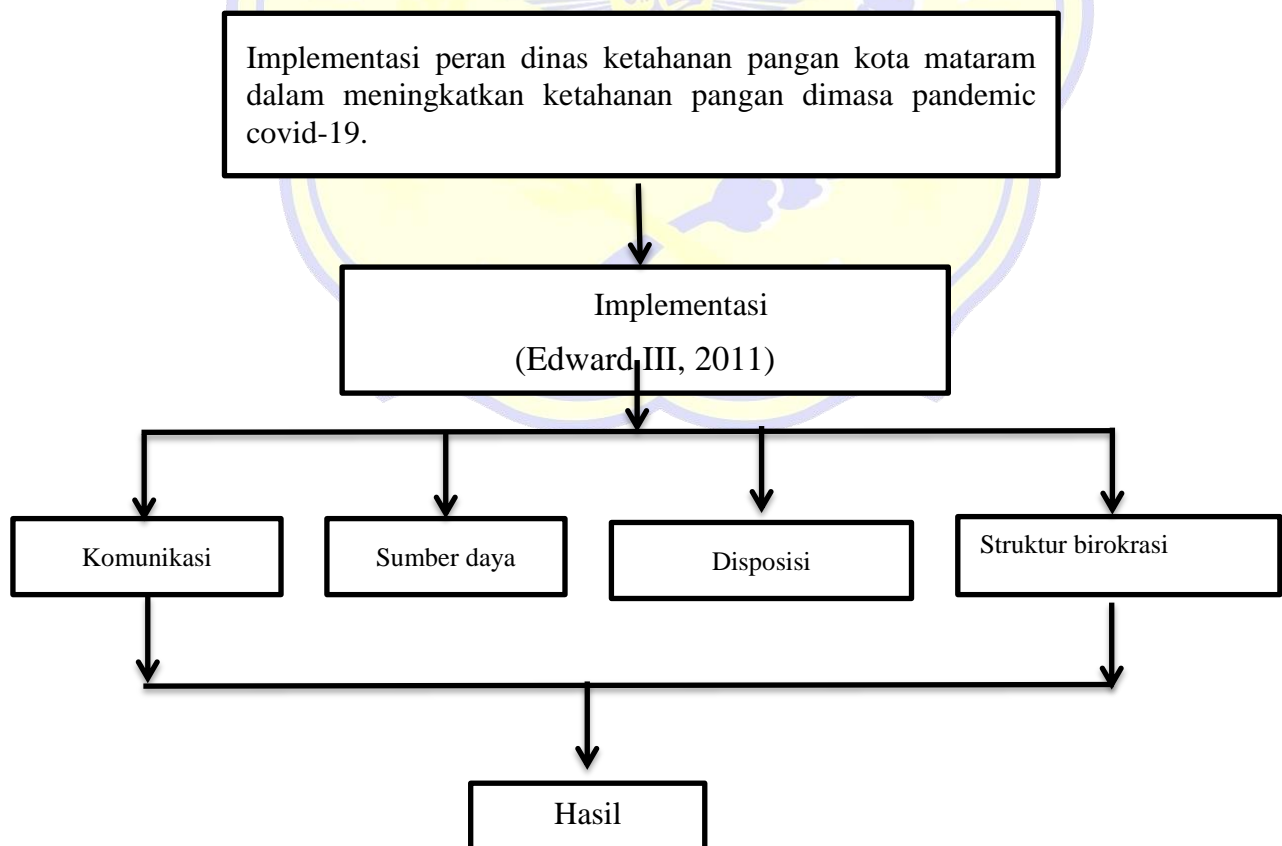 Implementasi peran dinas ketahanan pangan kota mataram
dalam meningkatkan ketahanan pangan dimasa pandemic
covid-19.
Implementasi
(Edward III, 2011)
Komunikasi
Sumber daya
Disposisi
Struktur birokrasi
Hasil